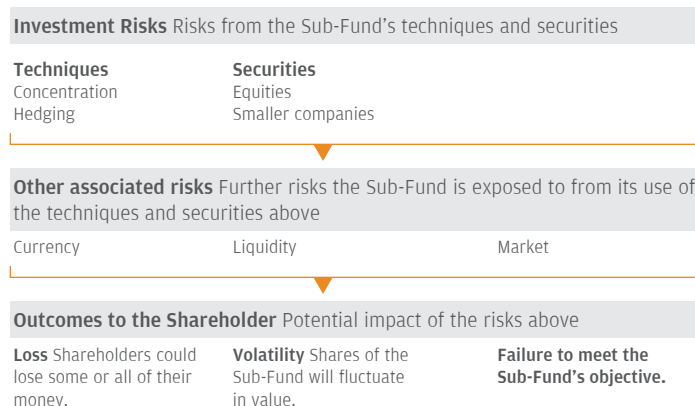 Investment Risks Risks from the Sub-Fund’s techniques and securities
Techniques
Concentration
Hedging
Securities
Equities
Smaller companies
Other associated risks Further risks the Sub-Fund is exposed to from its use of
the techniques and securities above
Currency
Liquidity
Market
Outcomes to the Shareholder Potential impact of the risks above
Loss Shareholders could
lose some or all of their
money.
Volatility Shares of the
Sub-Fund will fluctuate
in value.
Failure to meet the
Sub-Fund’s objective.